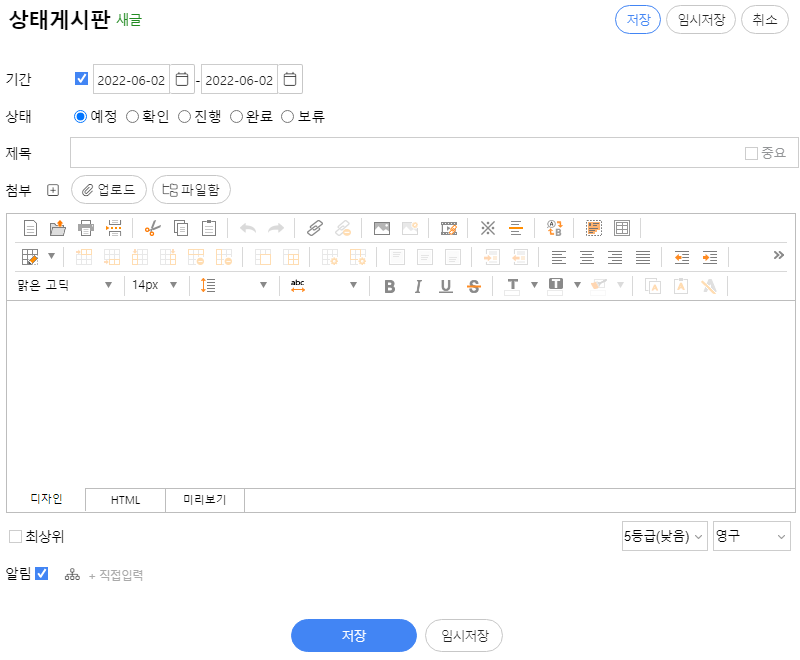 상태게시판 새글 저장 임시저장 취소
기간 2022-06-02 - 2022-06-02
상태 예정 확인 진행 완료 보류
제목 중요
첨부 업로드 파일함
맑은 고딕 14px abc B I U S T T
디자인 HTML 미리보기
최상위 5등급(낮음) 영구
알림 + 직접입력
저장 임시저장